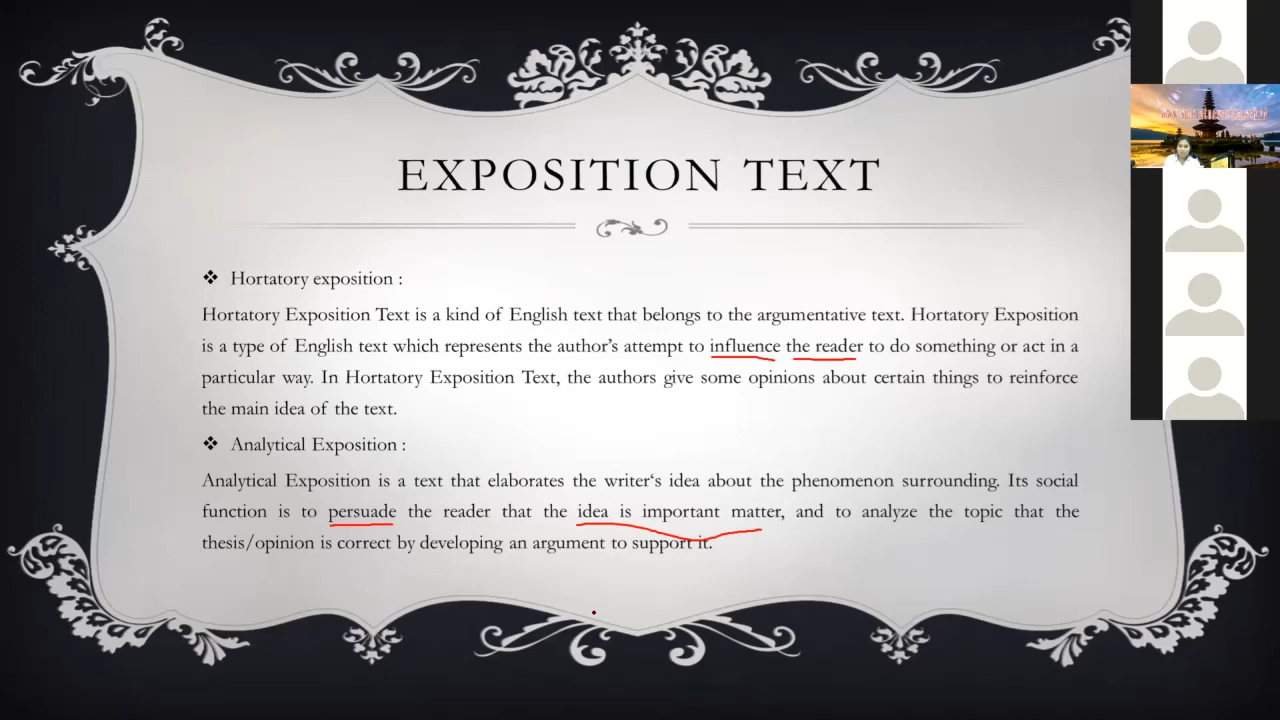 EXPOSITION TEXT
❖ Hortatory exposition :
Hortatory Exposition Text is a kind of English text that belongs to the argumentative text. Hortatory Exposition
is a type of English text which represents the author’s attempt to influence the reader to do something or act in a
particular way. In Hortatory Exposition Text, the authors give some opinions about certain things to reinforce
the main idea of the text.
❖ Analytical Exposition :
Analytical Exposition is a text that elaborates the writer‘s idea about the phenomenon surrounding. Its social
function is to persuade the reader that the idea is important matter, and to analyze the topic that the
thesis/opinion is correct by developing an argument to support it.